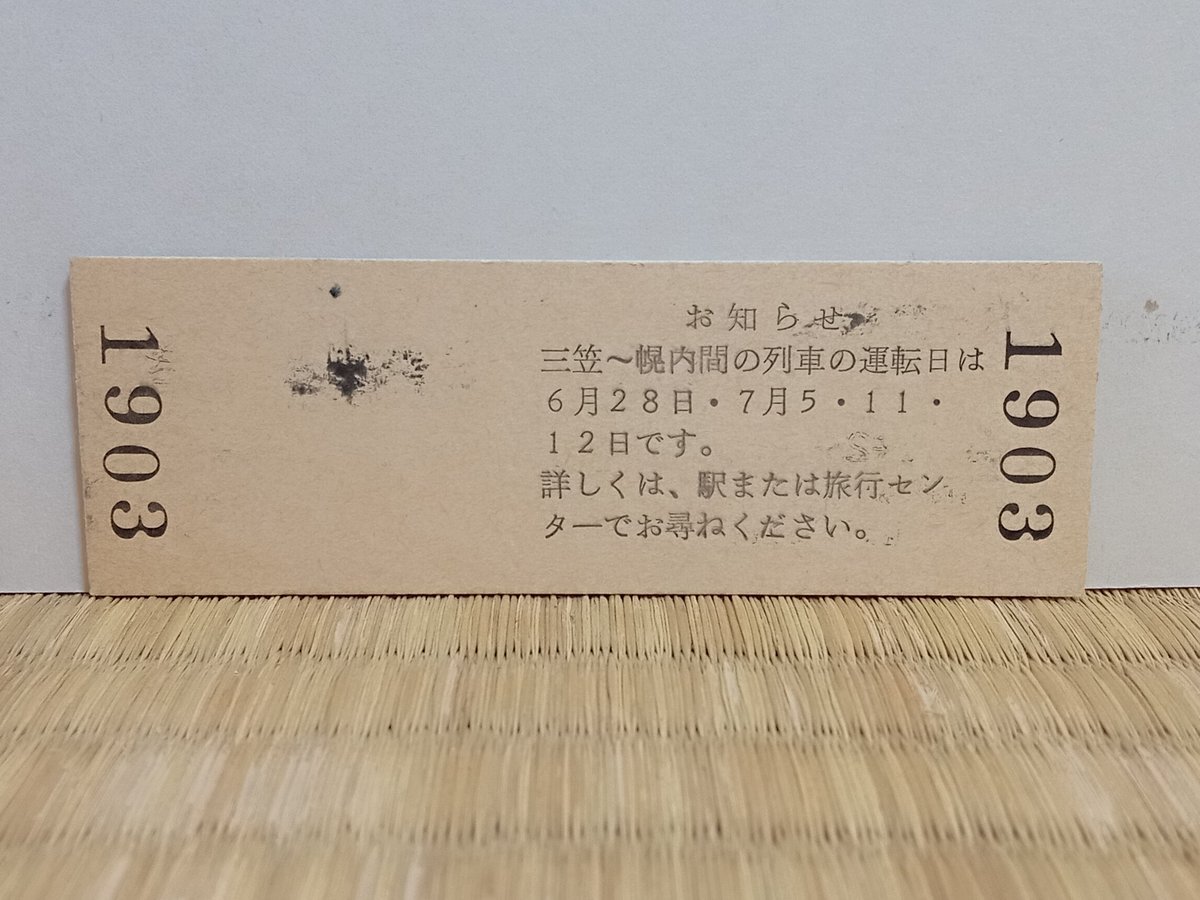 1903
お知らせ
三笠～幌内間の列車の運転日は
6月28日・7月5・11・
12日です。
詳しくは、駅または旅行セン
ターでお尋ねください。
1903